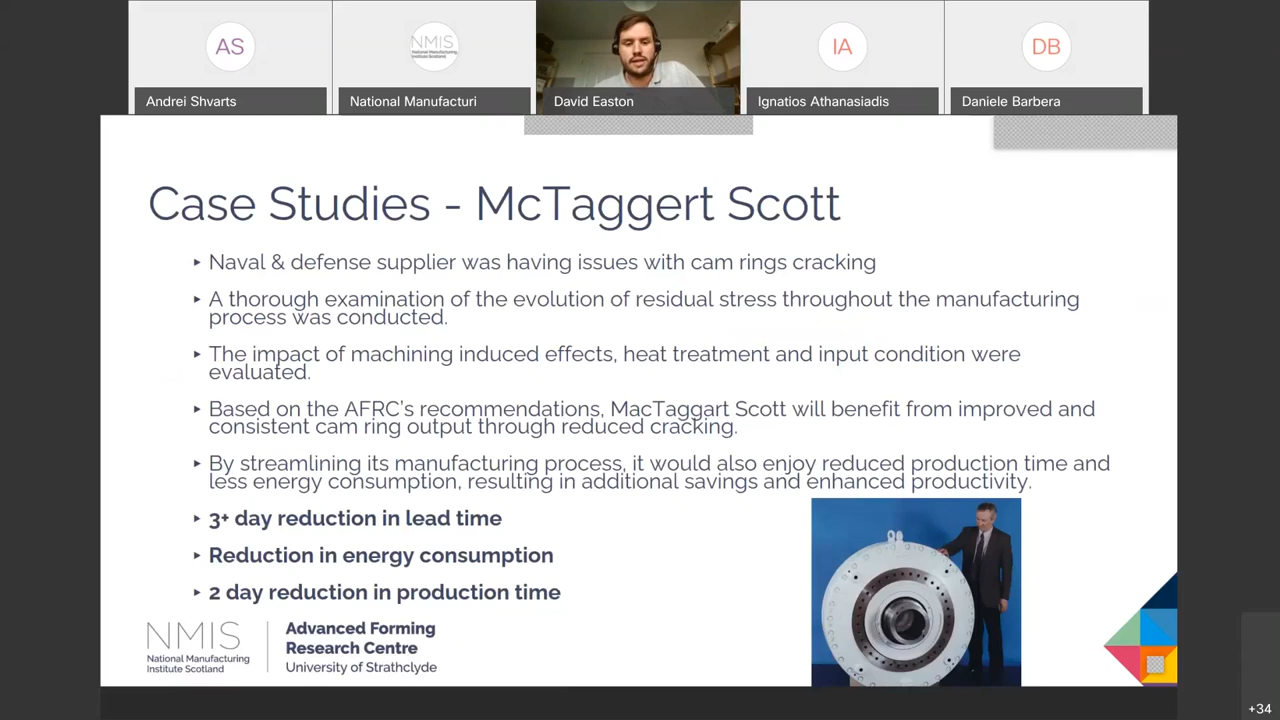 AS
NMIS
National Manufacturing
Institute Scotland
IA
DB
Andrei Shvarts
National Manufacturi
David Easton
Ignatios Athanasiadis
Daniele Barbera
Case Studies - McTaggert Scott
Naval & defense supplier was having issues with cam rings cracking
A thorough examination of the evolution of residual stress throughout the manufacturing
process was conducted.
The impact of machining induced effects, heat treatment and input condition were
evaluated.
Based on the AFRC's recommendations, MacTaggart Scott will benefit from improved and
consistent cam ring output through reduced cracking.
By streamlining its manufacturing process, it would also enjoy reduced production time and
less energy consumption, resulting in additional savings and enhanced productivity.
3+ day reduction in lead time
Reduction in energy consumption
2 day reduction in production time
NMIS
National Manufacturing
Institute Scotland
Advanced Forming
Research Centre
University of Strathclyde
+34